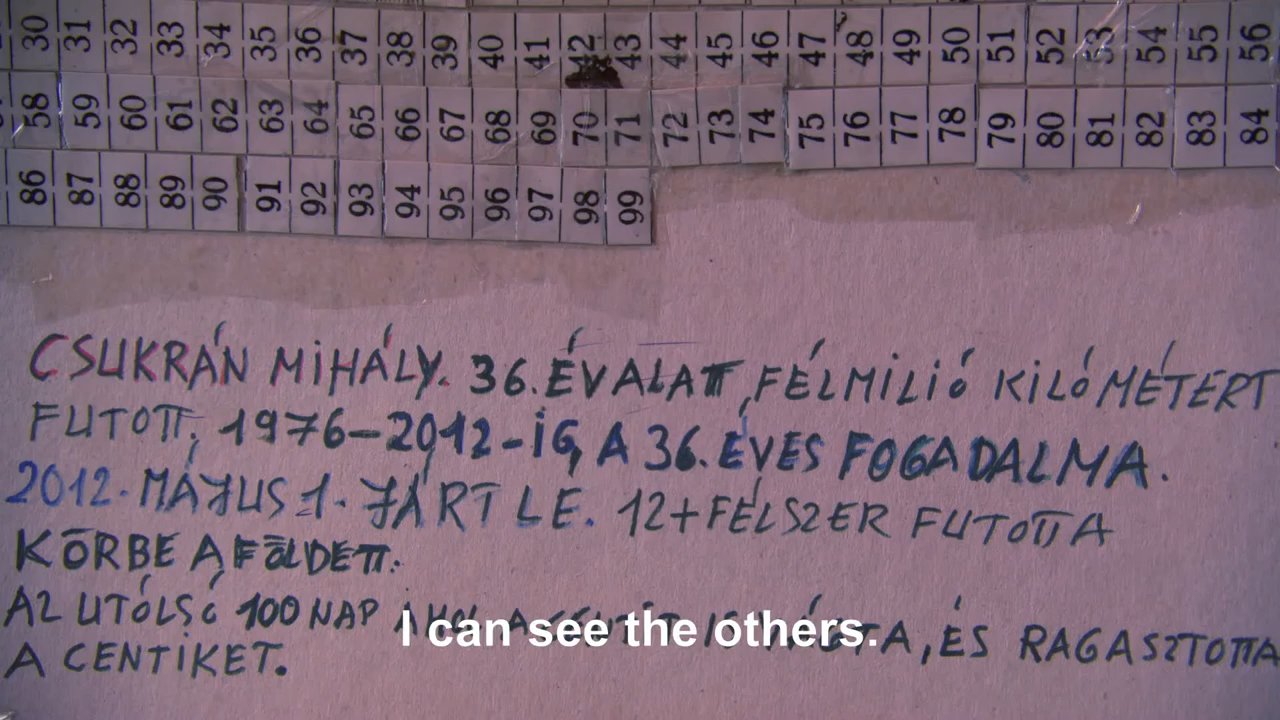 30 31 32 33 34 35 36 37 38 39 40 41 42 43 44 45 46 47 48 49 50 51 52 53 54 55 56
58 59 60 61 62 63 64 65 66 67 68 69 70 71 72 73 74 75 76 77 78 79 80 81 82 83 84
86 87 88 89 90 91 92 93 94 95 96 97 98 99
CSUKRÁN MIHÁLY. 36. ÉVALATT, FÉLMILIÓ KILÓMÉTERT
FUTOTT, 1976-2012-IG, A 36. ÉVES FOGADALMA.
2012. MÁJUS 1. JÁRT LE. 12+FÉLSZER FUTOTTA
KÖRBE A FÖLDETT.
AZ UTÓLSÓ 100 NAP , ÉS RAGASZTOTTA
A CENTIKET.
I can see the others.